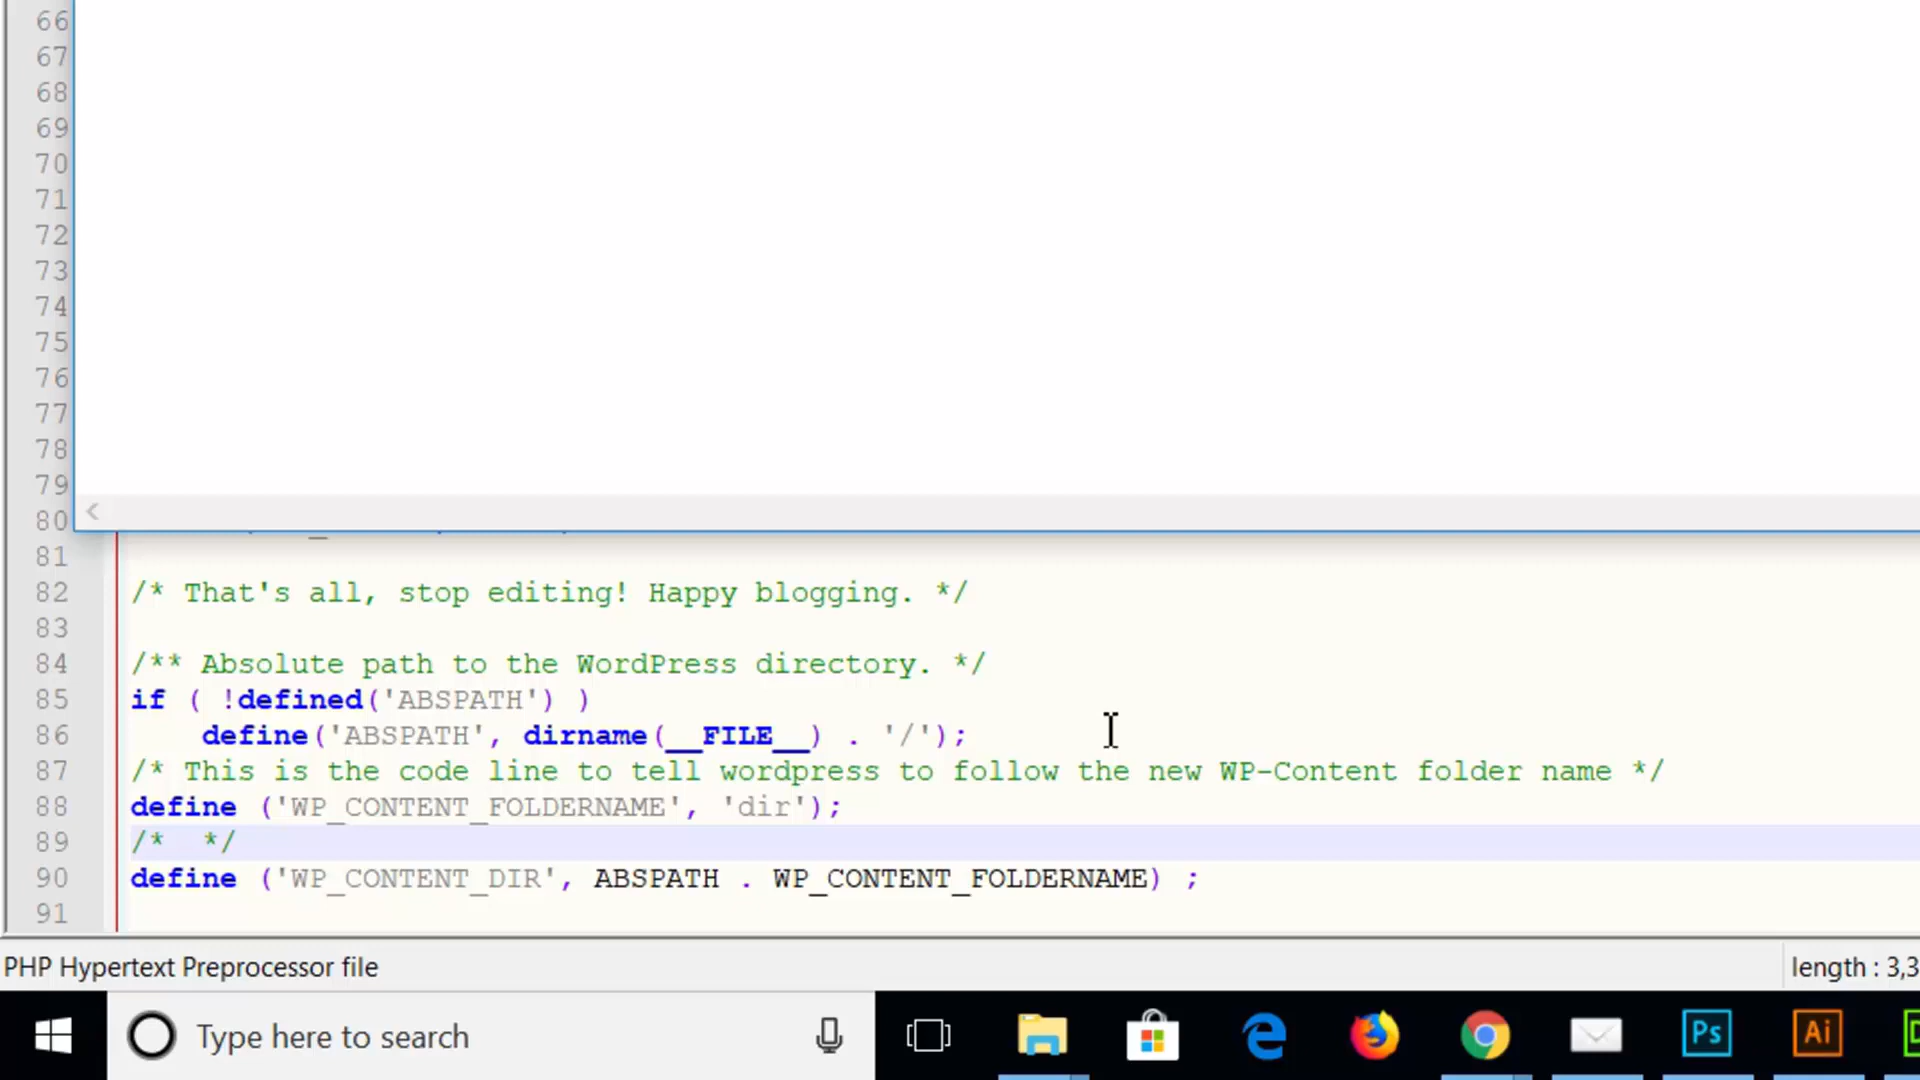 66
67
68
69
70
71
72
73
74
75
76
77
78
79
80
81
82 /* That's all, stop editing! Happy blogging. */
83
84 /** Absolute path to the WordPress directory. */
85 if ( !defined('ABSPATH') )
86 define('ABSPATH', dirname(__FILE__) . '/');
87 /* This is the code line to tell wordpress to follow the new WP-Content folder name */
88 define ('WP_CONTENT_FOLDERNAME', 'dir');
89 /* */
90 define ('WP_CONTENT_DIR', ABSPATH . WP_CONTENT_FOLDERNAME) ;
91
PHP Hypertext Preprocessor file length : 3,3
Type here to search
Ps Ai